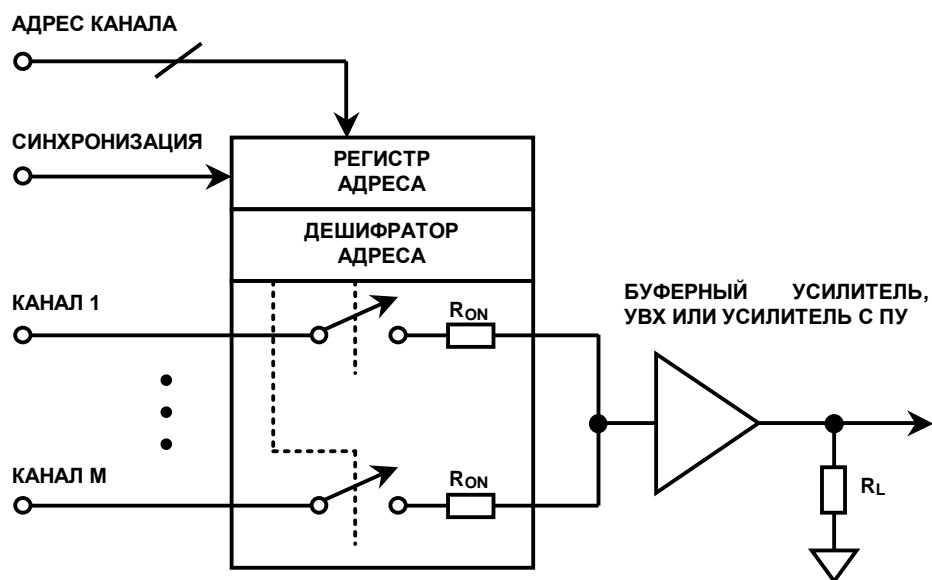 АДРЕС КАНАЛА
СИНХРОНИЗАЦИЯ
РЕГИСТР
АДРЕСА
ДЕШИФРАТОР
АДРЕСА
КАНАЛ 1
RON
БУФЕРНЫЙ УСИЛИТЕЛЬ,
УВХ ИЛИ УСИЛИТЕЛЬ С ПУ
КАНАЛ М
RON
RL